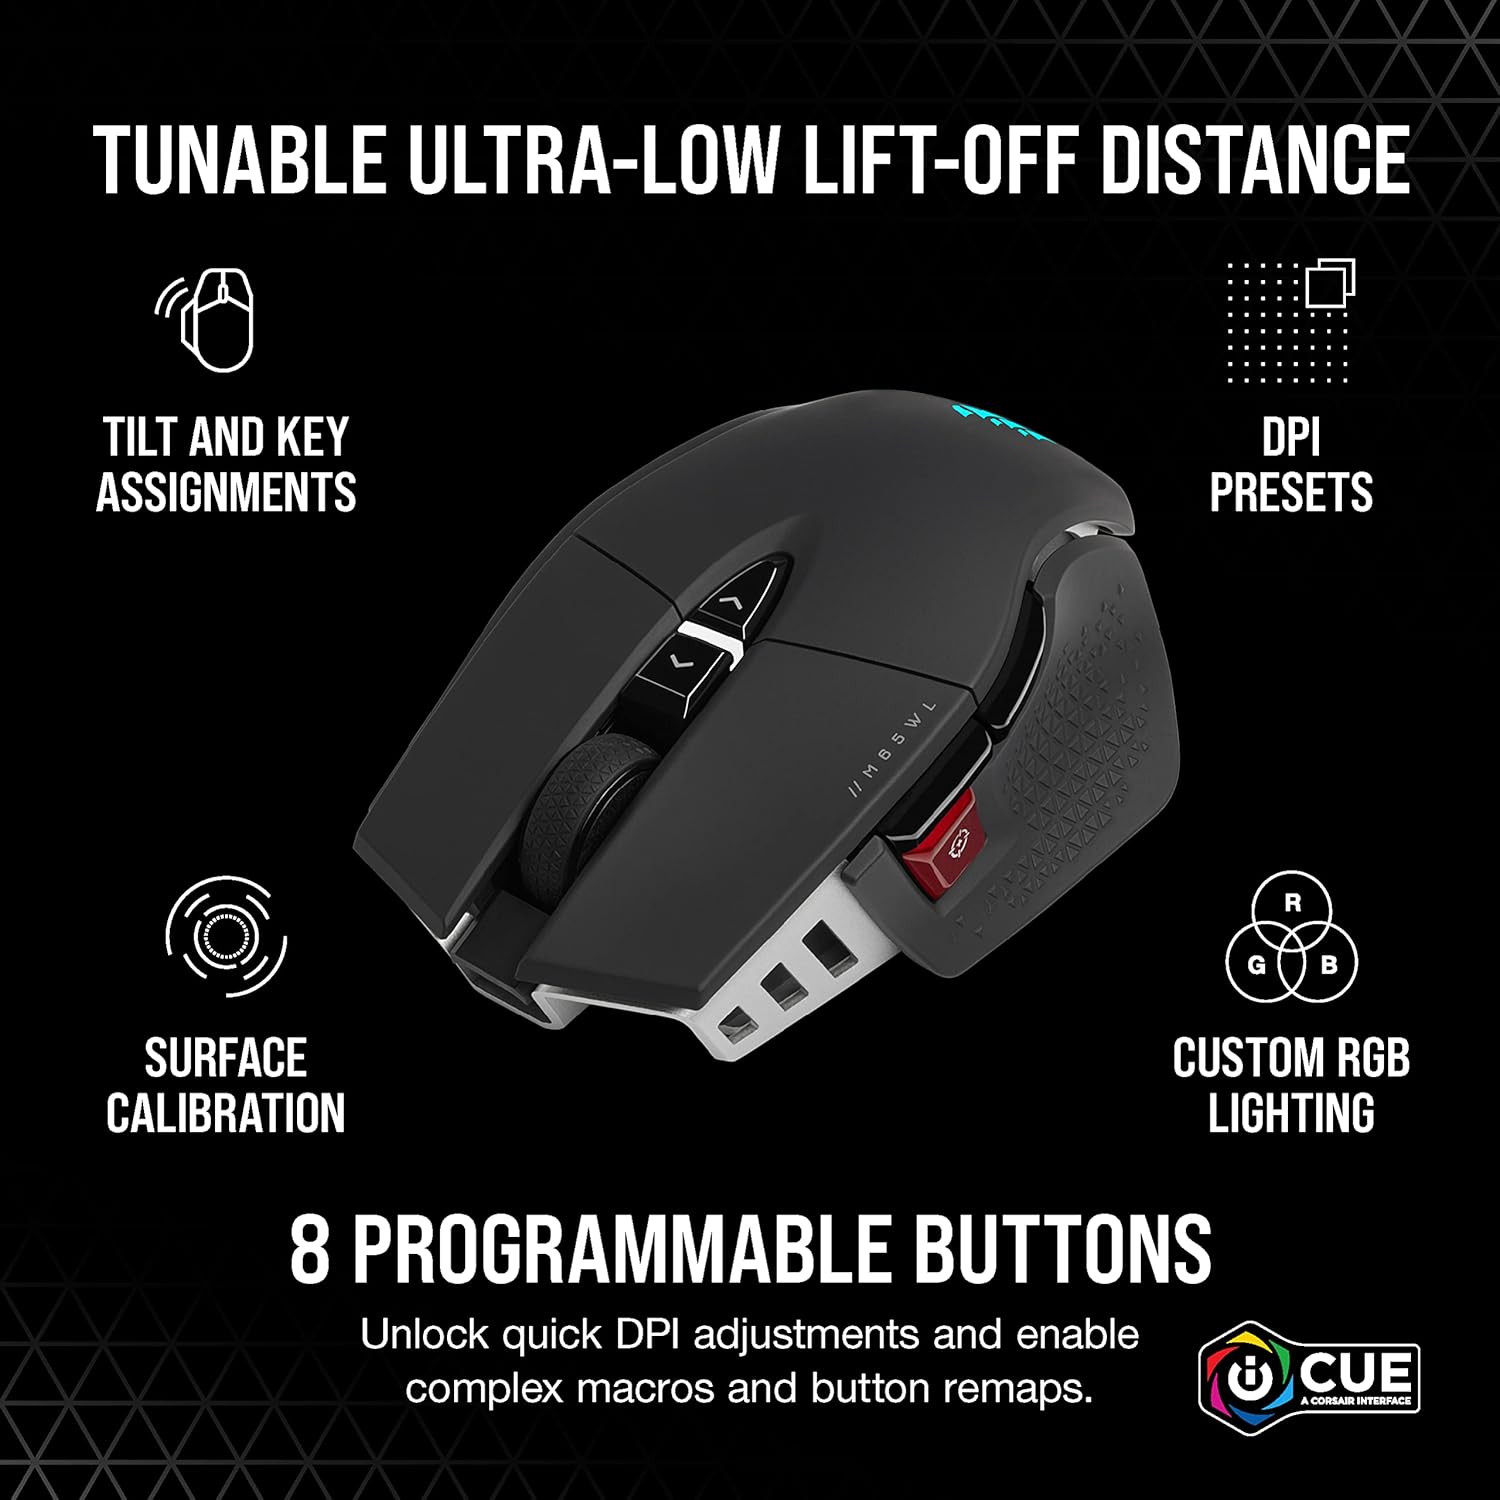 TUNABLE ULTRA-LOW LIFT-OFF DISTANCE
TILT AND KEY
ASSIGNMENTS
DPI
PRESETS
//M65WL
SURFACE
CALIBRATION
R
G B
CUSTOM RGB
LIGHTING
8 PROGRAMMABLE BUTTONS
Unlock quick DPI adjustments and enable
complex macros and button remaps.
iCUE
A CORSAIR INTERFACE